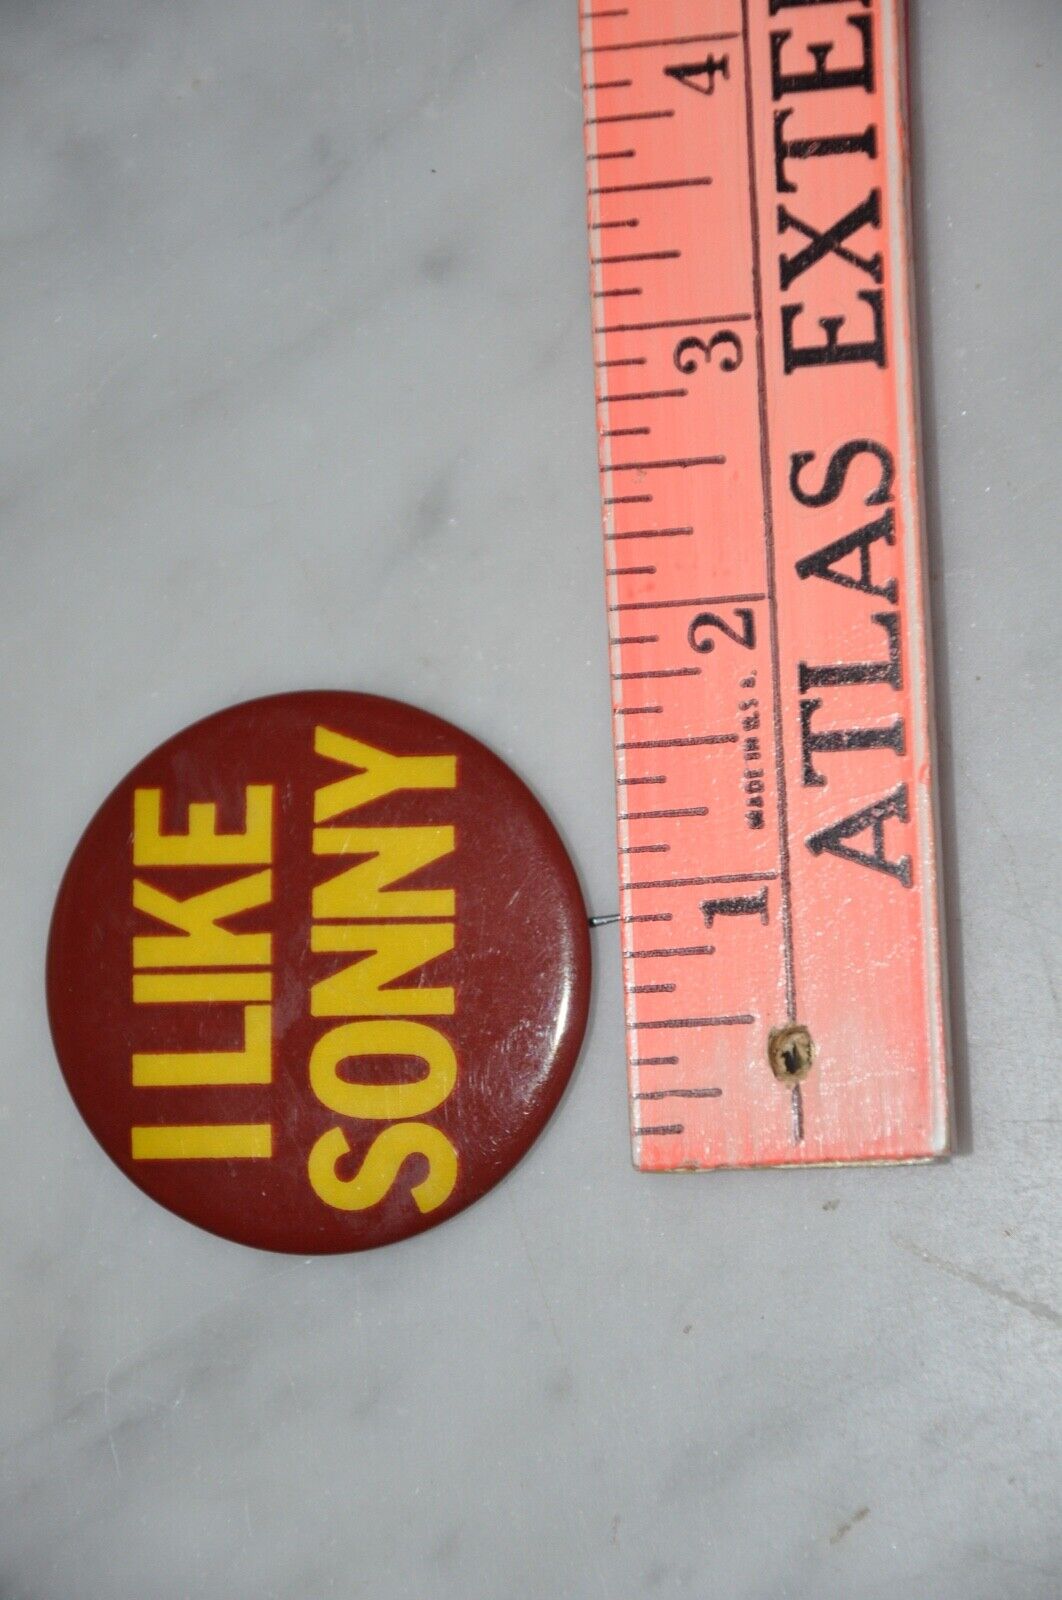 I LIKE
SONNY
1 2 3 4
MADE IN U.S.A.
ATLAS EXTE